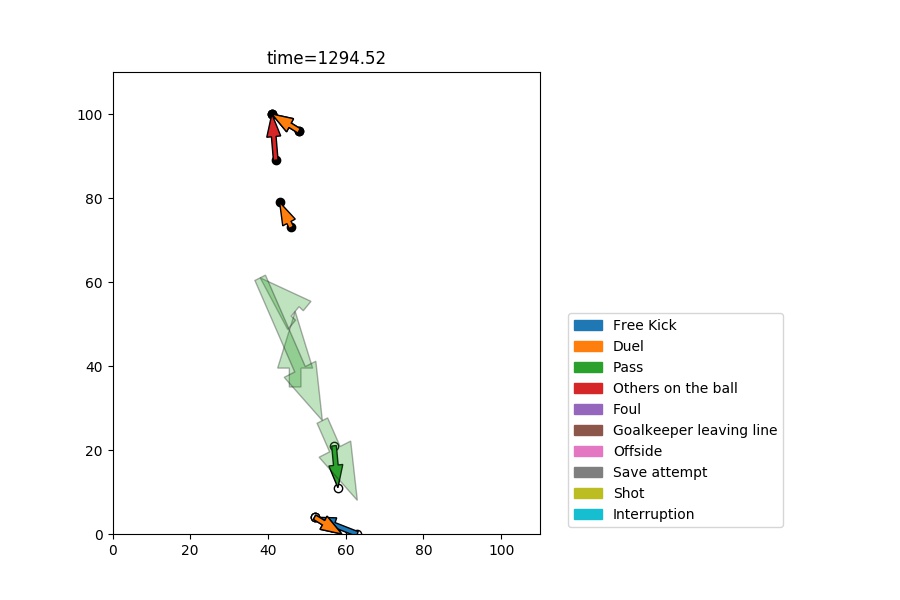 time=1294.52
100
80
60
40
20
0
0 20 40 60 80 100
Free Kick
Duel
Pass
Others on the ball
Foul
Goalkeeper leaving line
Offside
Save attempt
Shot
Interruption